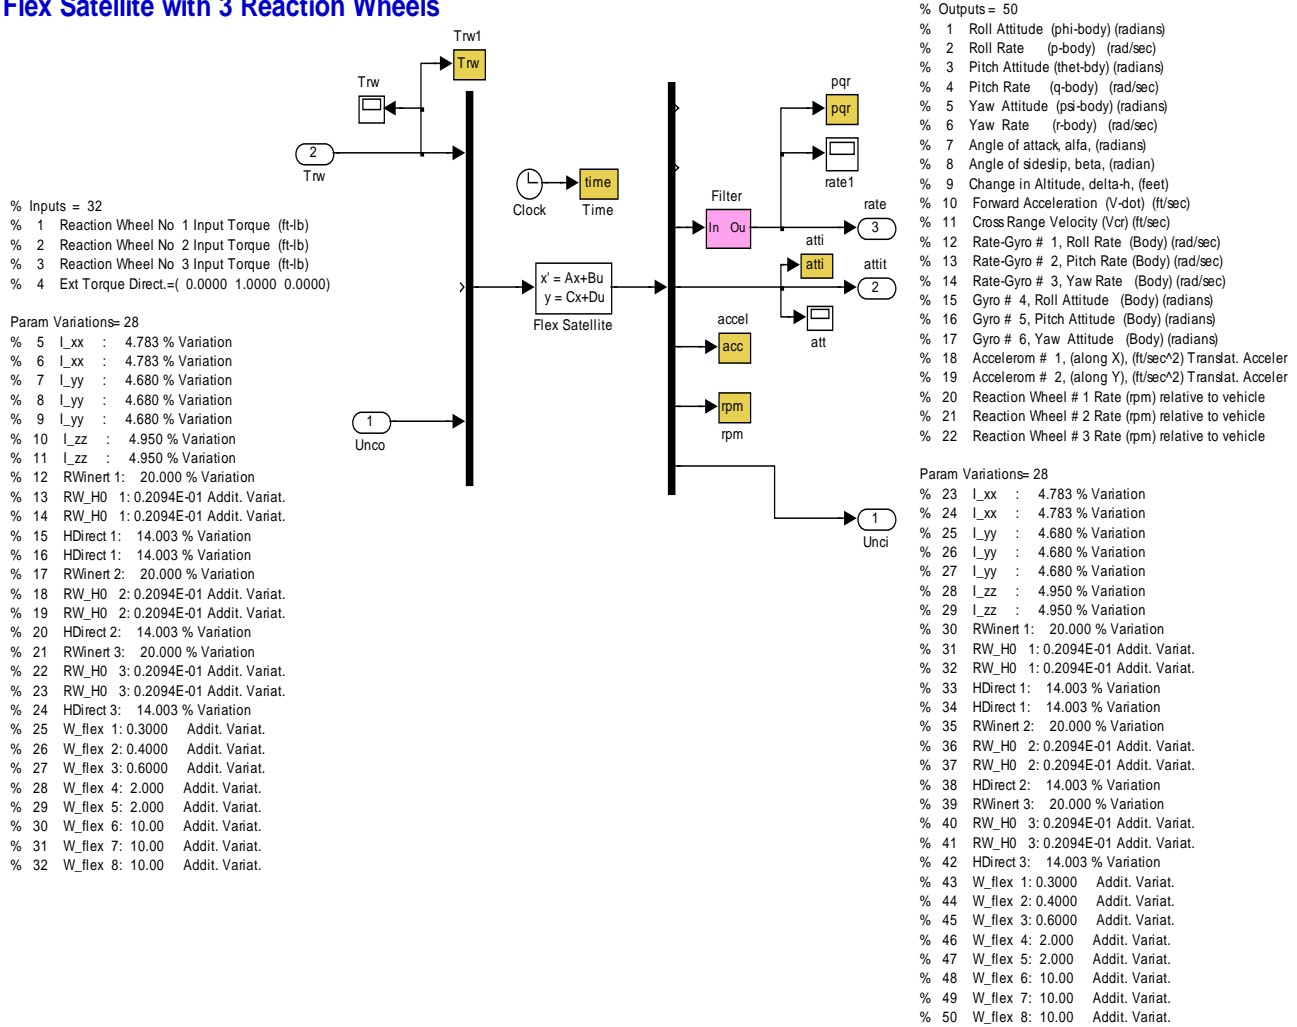 Flex Satellite with 3 Reaction Wheels
Trw1
Trw
Trw
2
Trw
Clock
time
Time
x' = Ax+Bu
y = Cx+Du
Flex Satellite
1
Unco
pqr
pqr
rate1
Filter
In Ou
rate
3
atti
atti
attit
2
att
accel
acc
rpm
rpm
1
Unci
% Inputs = 32
% 1 Reaction Wheel No 1 Input Torque (ft-lb)
% 2 Reaction Wheel No 2 Input Torque (ft-lb)
% 3 Reaction Wheel No 3 Input Torque (ft-lb)
% 4 Ext Torque Direct.=( 0.0000 1.0000 0.0000)
Param Variations= 28
% 5 I_xx : 4.783 % Variation
% 6 I_xx : 4.783 % Variation
% 7 I_yy : 4.680 % Variation
% 8 I_yy : 4.680 % Variation
% 9 I_yy : 4.680 % Variation
% 10 I_zz : 4.950 % Variation
% 11 I_zz : 4.950 % Variation
% 12 RWinert 1: 20.000 % Variation
% 13 RW_H0 1: 0.2094E-01 Addit. Variat.
% 14 RW_H0 1: 0.2094E-01 Addit. Variat.
% 15 HDirect 1: 14.003 % Variation
% 16 HDirect 1: 14.003 % Variation
% 17 RWinert 2: 20.000 % Variation
% 18 RW_H0 2: 0.2094E-01 Addit. Variat.
% 19 RW_H0 2: 0.2094E-01 Addit. Variat.
% 20 HDirect 2: 14.003 % Variation
% 21 RWinert 3: 20.000 % Variation
% 22 RW_H0 3: 0.2094E-01 Addit. Variat.
% 23 RW_H0 3: 0.2094E-01 Addit. Variat.
% 24 HDirect 3: 14.003 % Variation
% 25 W_flex 1: 0.3000 Addit. Variat.
% 26 W_flex 2: 0.4000 Addit. Variat.
% 27 W_flex 3: 0.6000 Addit. Variat.
% 28 W_flex 4: 2.000 Addit. Variat.
% 29 W_flex 5: 2.000 Addit. Variat.
% 30 W_flex 6: 10.00 Addit. Variat.
% 31 W_flex 7: 10.00 Addit. Variat.
% 32 W_flex 8: 10.00 Addit. Variat.
% Outputs = 50
% 1 Roll Attitude (phi-body) (radians)
% 2 Roll Rate (p-body) (rad/sec)
% 3 Pitch Attitude (thet-bdy) (radians)
% 4 Pitch Rate (q-body) (rad/sec)
% 5 Yaw Attitude (psi-body) (radians)
% 6 Yaw Rate (r-body) (rad/sec)
% 7 Angle of attack, alfa, (radians)
% 8 Angle of sideslip, beta, (radian)
% 9 Change in Altitude, delta-h, (feet)
% 10 Forward Acceleration (V-dot) (ft/sec)
% 11 Cross Range Velocity (Vcr) (ft/sec)
% 12 Rate-Gyro # 1, Roll Rate (Body) (rad/sec)
% 13 Rate-Gyro # 2, Pitch Rate (Body) (rad/sec)
% 14 Rate-Gyro # 3, Yaw Rate (Body) (rad/sec)
% 15 Gyro # 4, Roll Attitude (Body) (radians)
% 16 Gyro # 5, Pitch Attitude (Body) (radians)
% 17 Gyro # 6, Yaw Attitude (Body) (radians)
% 18 Accelerom # 1, (along X), (ft/sec^2) Translat. Acceler
% 19 Accelerom # 2, (along Y), (ft/sec^2) Translat. Acceler
% 20 Reaction Wheel # 1 Rate (rpm) relative to vehicle
% 21 Reaction Wheel # 2 Rate (rpm) relative to vehicle
% 22 Reaction Wheel # 3 Rate (rpm) relative to vehicle
Param Variations= 28
% 23 I_xx : 4.783 % Variation
% 24 I_xx : 4.783 % Variation
% 25 I_yy : 4.680 % Variation
% 26 I_yy : 4.680 % Variation
% 27 I_yy : 4.680 % Variation
% 28 I_zz : 4.950 % Variation
% 29 I_zz : 4.950 % Variation
% 30 RWinert 1: 20.000 % Variation
% 31 RW_H0 1: 0.2094E-01 Addit. Variat.
% 32 RW_H0 1: 0.2094E-01 Addit. Variat.
% 33 HDirect 1: 14.003 % Variation
% 34 HDirect 1: 14.003 % Variation
% 35 RWinert 2: 20.000 % Variation
% 36 RW_H0 2: 0.2094E-01 Addit. Variat.
% 37 RW_H0 2: 0.2094E-01 Addit. Variat.
% 38 HDirect 2: 14.003 % Variation
% 39 RWinert 3: 20.000 % Variation
% 40 RW_H0 3: 0.2094E-01 Addit. Variat.
% 41 RW_H0 3: 0.2094E-01 Addit. Variat.
% 42 HDirect 3: 14.003 % Variation
% 43 W_flex 1: 0.3000 Addit. Variat.
% 44 W_flex 2: 0.4000 Addit. Variat.
% 45 W_flex 3: 0.6000 Addit. Variat.
% 46 W_flex 4: 2.000 Addit. Variat.
% 47 W_flex 5: 2.000 Addit. Variat.
% 48 W_flex 6: 10.00 Addit. Variat.
% 49 W_flex 7: 10.00 Addit. Variat.
% 50 W_flex 8: 10.00 Addit. Variat.